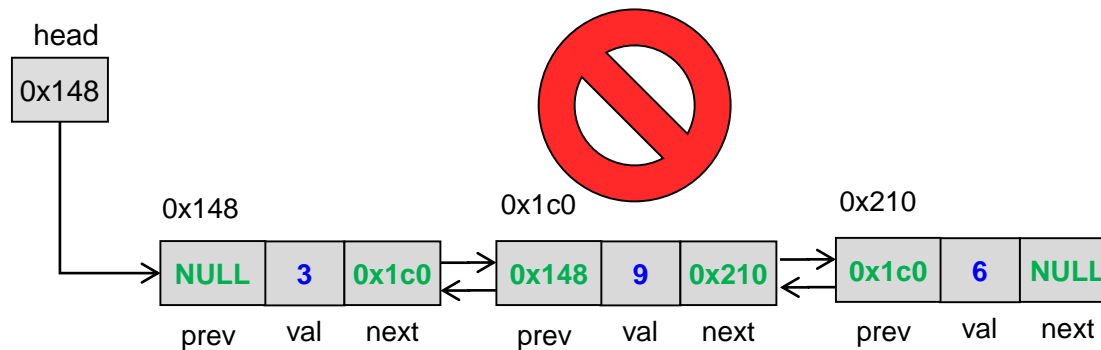 head
0x148
0x148 0x1c0 0x210
NULL 3 0x1c0 0x148 9 0x210 0x1c0 6 NULL
prev val next prev val next prev val next